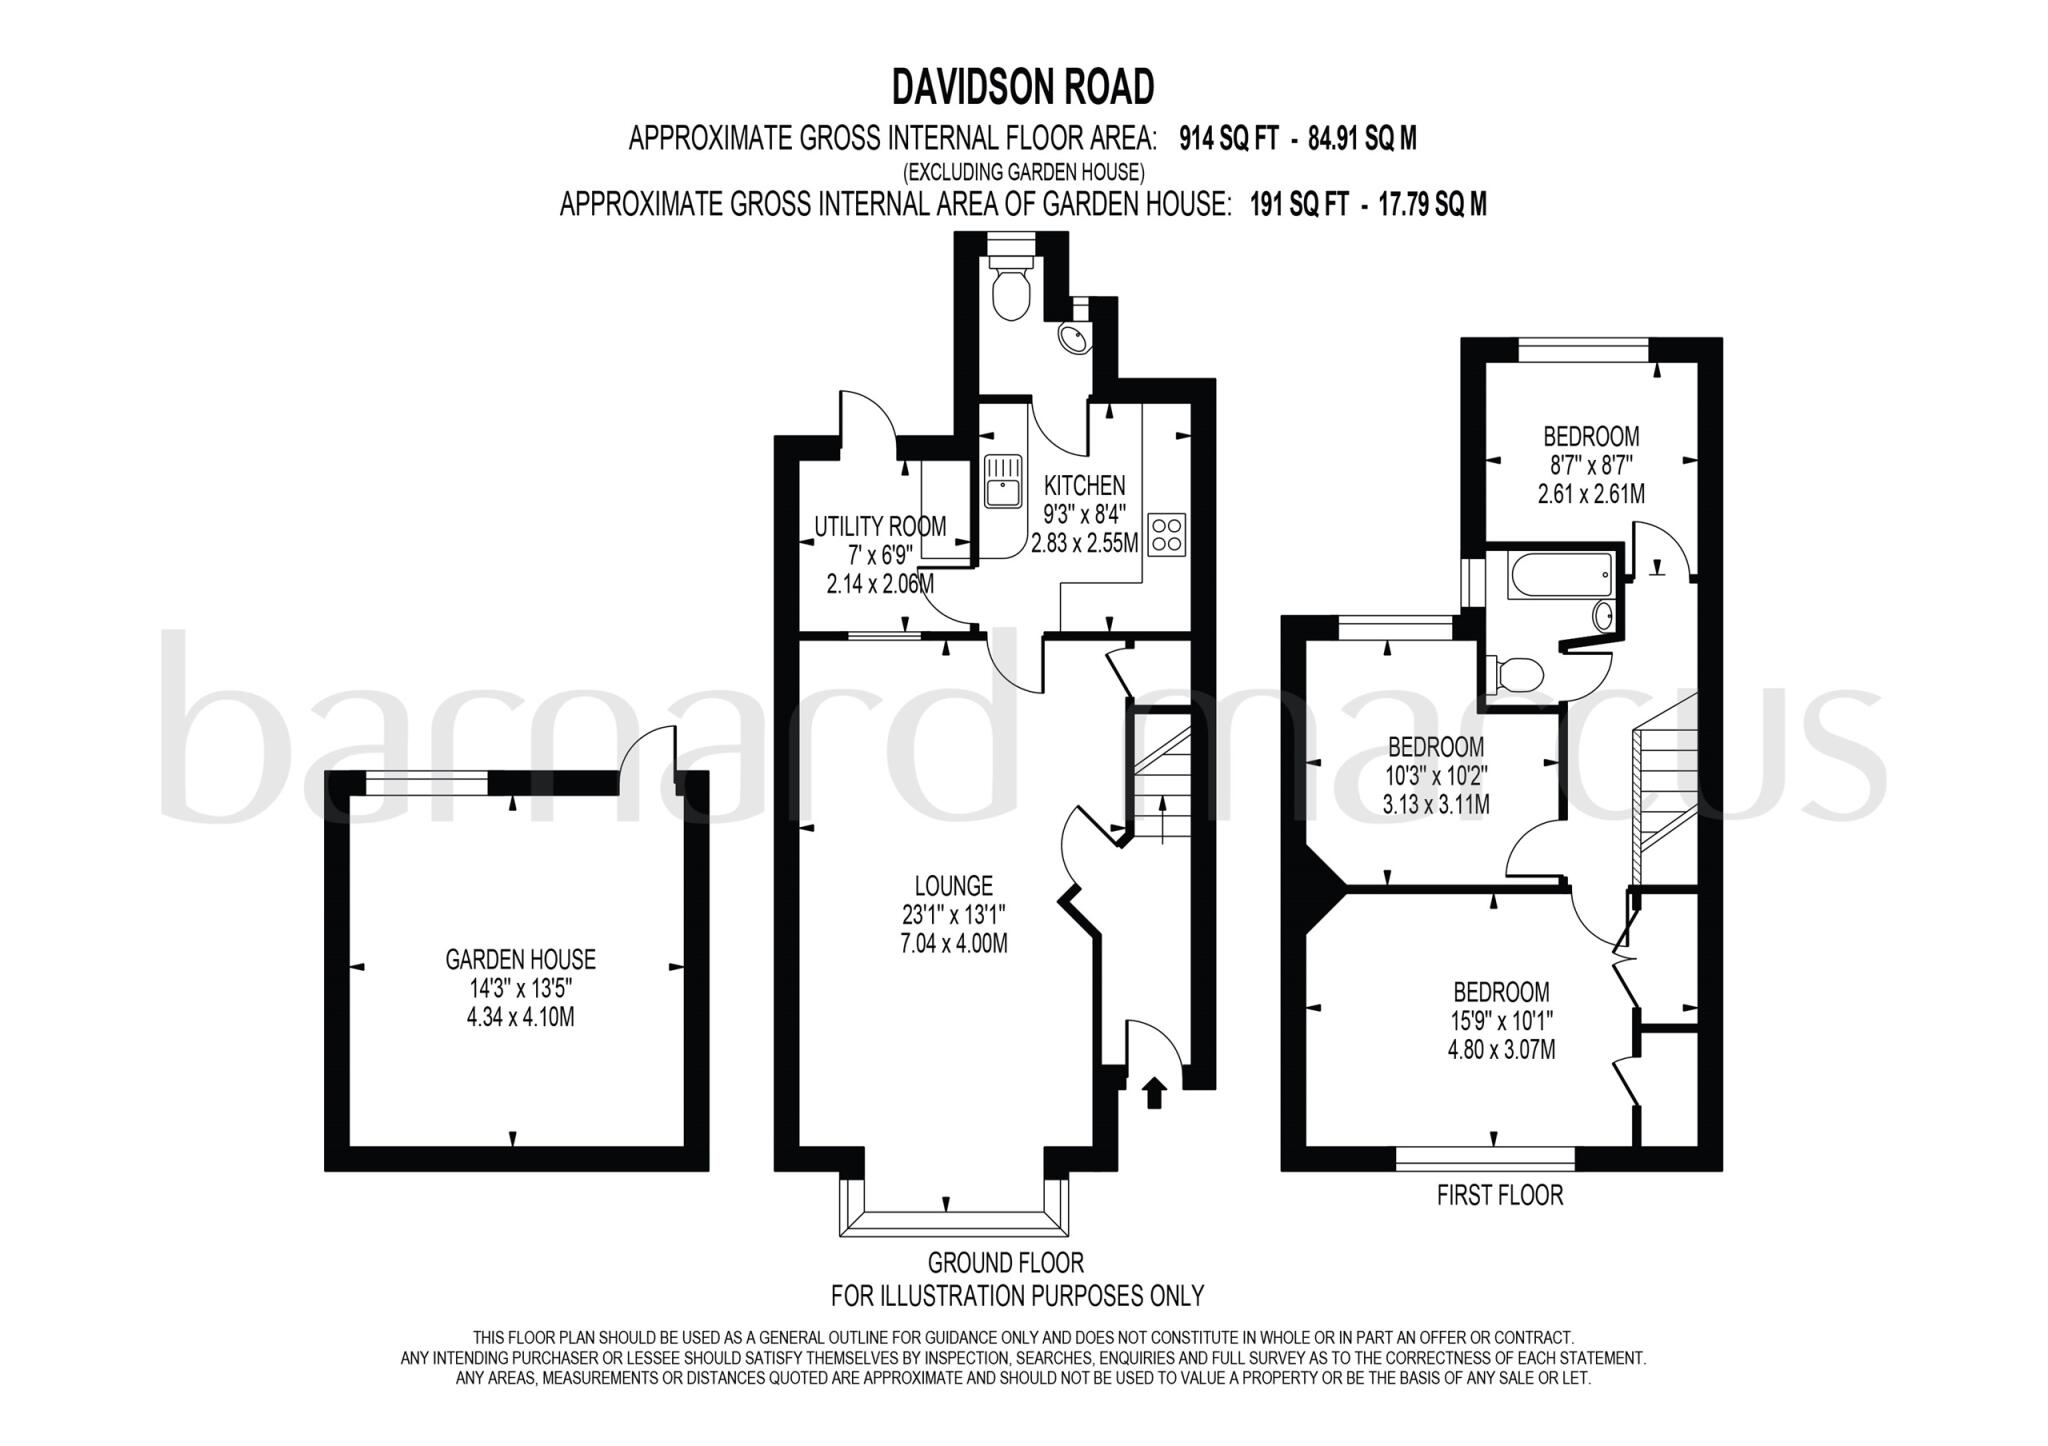 DAVIDSON ROAD
APPROXIMATE GROSS INTERNAL FLOOR AREA: 914 SQ FT - 84.91 SQ M
(EXCLUDING GARDEN HOUSE)
APPROXIMATE GROSS INTERNAL AREA OF GARDEN HOUSE: 191 SQ FT - 17.79 SQ M
BEDROOM
8'7" x 8'7"
2.61 x 2.61M
KITCHEN
9'3" x 8'4"
2.83 x 2.55M
UTILITY ROOM
7' x 6'9"
2.14 x 2.06M
barnard marcus
BEDROOM
10'3" x 10'2"
3.13 x 3.11M
LOUNGE
23'1" x 13'1"
7.04 x 4.00M
GARDEN HOUSE
14'3" x 13'5"
4.34 x 4.10M
BEDROOM
15'9" x 10'1"
4.80 x 3.07M
FIRST FLOOR
GROUND FLOOR
FOR ILLUSTRATION PURPOSES ONLY
THIS FLOOR PLAN SHOULD BE USED AS A GENERAL OUTLINE FOR GUIDANCE ONLY AND DOES NOT CONSTITUTE IN WHOLE OR IN PART AN OFFER OR CONTRACT.
ANY INTENDING PURCHASER OR LESSEE SHOULD SATISFY THEMSELVES BY INSPECTION, SEARCHES, ENQUIRIES AND FULL SURVEY AS TO THE CORRECTNESS OF EACH STATEMENT.
ANY AREAS, MEASUREMENTS OR DISTANCES QUOTED ARE APPROXIMATE AND SHOULD NOT BE USED TO VALUE A PROPERTY OR BE THE BASIS OF ANY SALE OR LET.